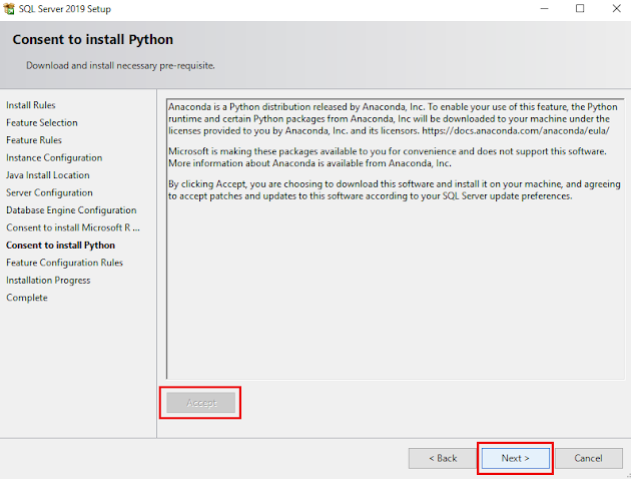 SQL Server 2019 Setup
Consent to install Python
Download and install necessary pre-requisite.
Install Rules
Feature Selection
Feature Rules
Instance Configuration
Java Install Location
Server Configuration
Database Engine Configuration
Consent to install Microsoft R ...
Consent to install Python
Feature Configuration Rules
Installation Progress
Complete
Anaconda is a Python distribution released by Anaconda, Inc. To enable your use of this feature, the Python
runtime and certain Python packages from Anaconda, Inc will be downloaded to your machine under the
licenses provided to you by Anaconda, Inc. and its licensors. https://docs.anaconda.com/anaconda/eula/
Microsoft is making these packages available to you for convenience and does not support this software.
More information about Anaconda is available from Anaconda, Inc.
By clicking Accept, you are choosing to download this software and install it on your machine, and agreeing
to accept patches and updates to this software according to your SQL Server update preferences.
Accept
< Back
Next >
Cancel